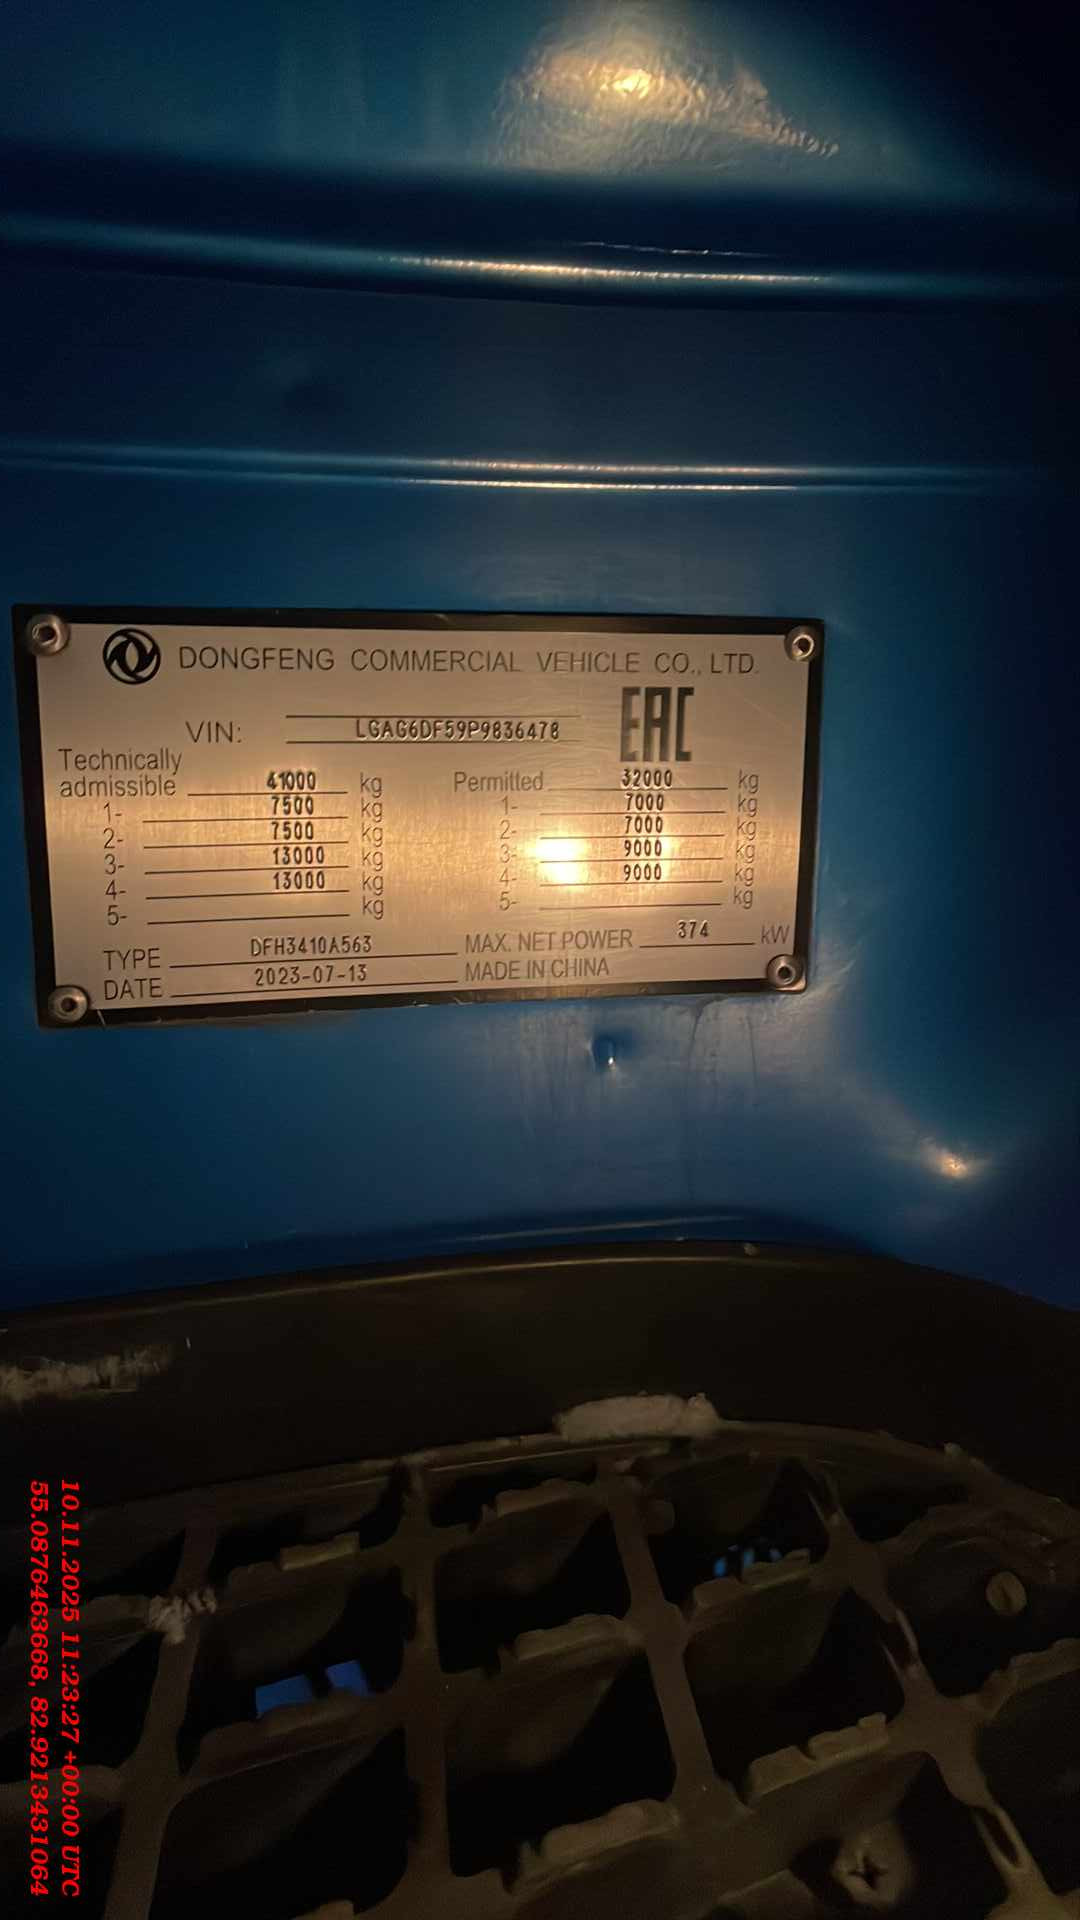 DONGFENG COMMERCIAL VEHICLE CO., LTD.
VIN: LGAG6DF59P9836478
EAC
Technically
admissible 41000 kg Permitted 32000 kg
1- 7500 kg 1- 7000 kg
2- 7500 kg 2- 7000 kg
3- 13000 kg 3- 9000 kg
4- 13000 kg 4- 9000 kg
5- kg 5- kg
TYPE DFH3410A563 MAX. NET POWER 374 kW
DATE 2023-07-13 MADE IN CHINA
10.11.2025 11:23:27 +00:00 UTC
55.0876463668, 82.9213431064